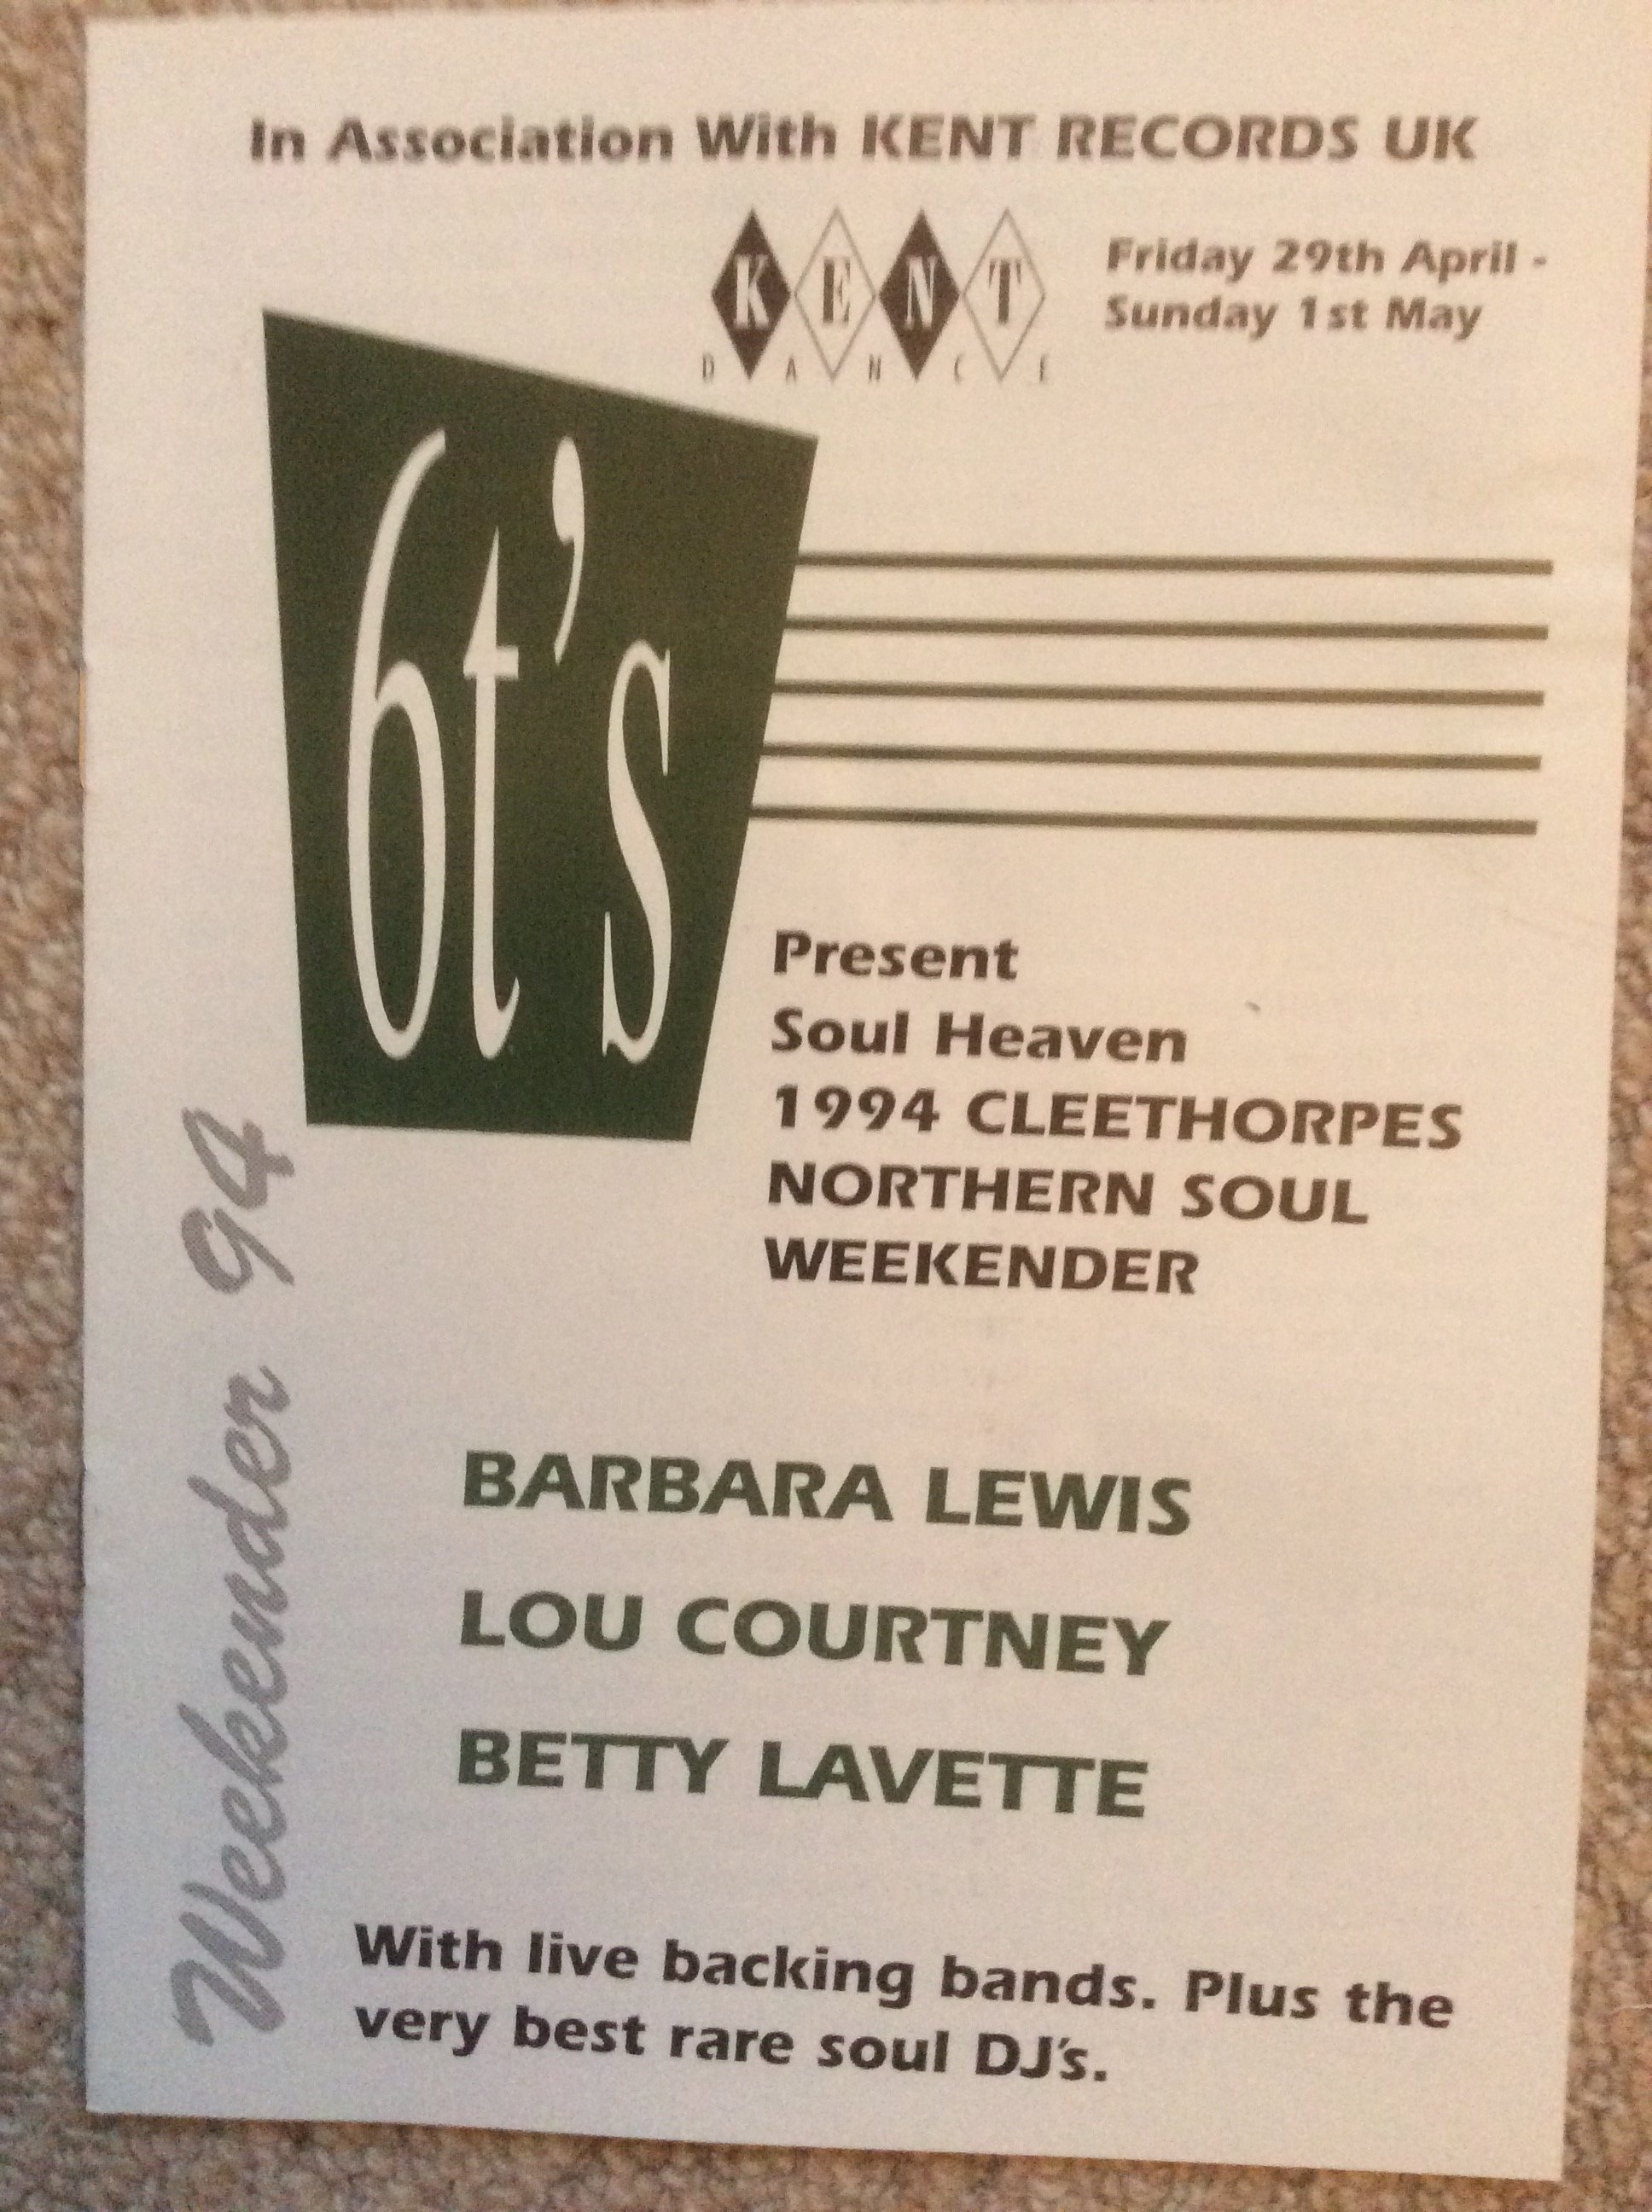 In Association With KENT RECORDS UK
KENT
DANCE
Friday 29th April -
Sunday 1st May
6t's
Present
Soul Heaven
1994 CLEETHORPES
NORTHERN SOUL
WEEKENDER
Weekender 94
BARBARA LEWIS
LOU COURTNEY
BETTY LAVETTE
With live backing bands. Plus the
very best rare soul DJ's.